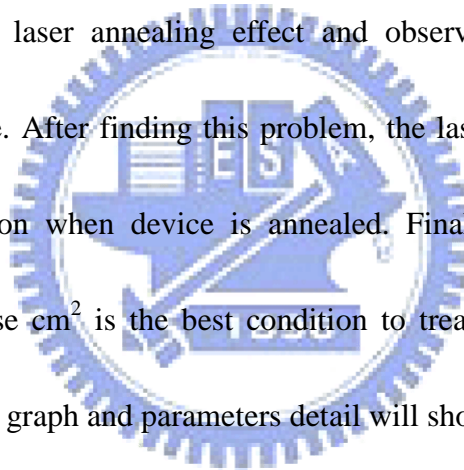 laser annealing effect and observ
e. After finding this problem, the las
E S A
on when device is annealed. Fina
se cm² is the best condition to trea
1896
graph and parameters detail will sho